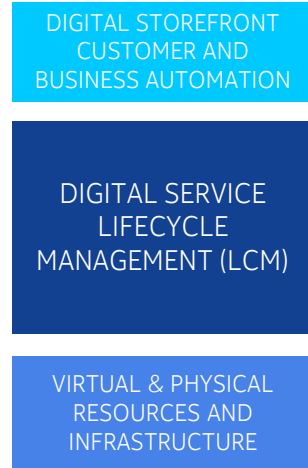 DIGITAL STOREFRONT
CUSTOMER AND
BUSINESS AUTOMATION
DIGITAL SERVICE
LIFECYCLE
MANAGEMENT (LCM)
VIRTUAL & PHYSICAL
RESOURCES AND
INFRASTRUCTURE